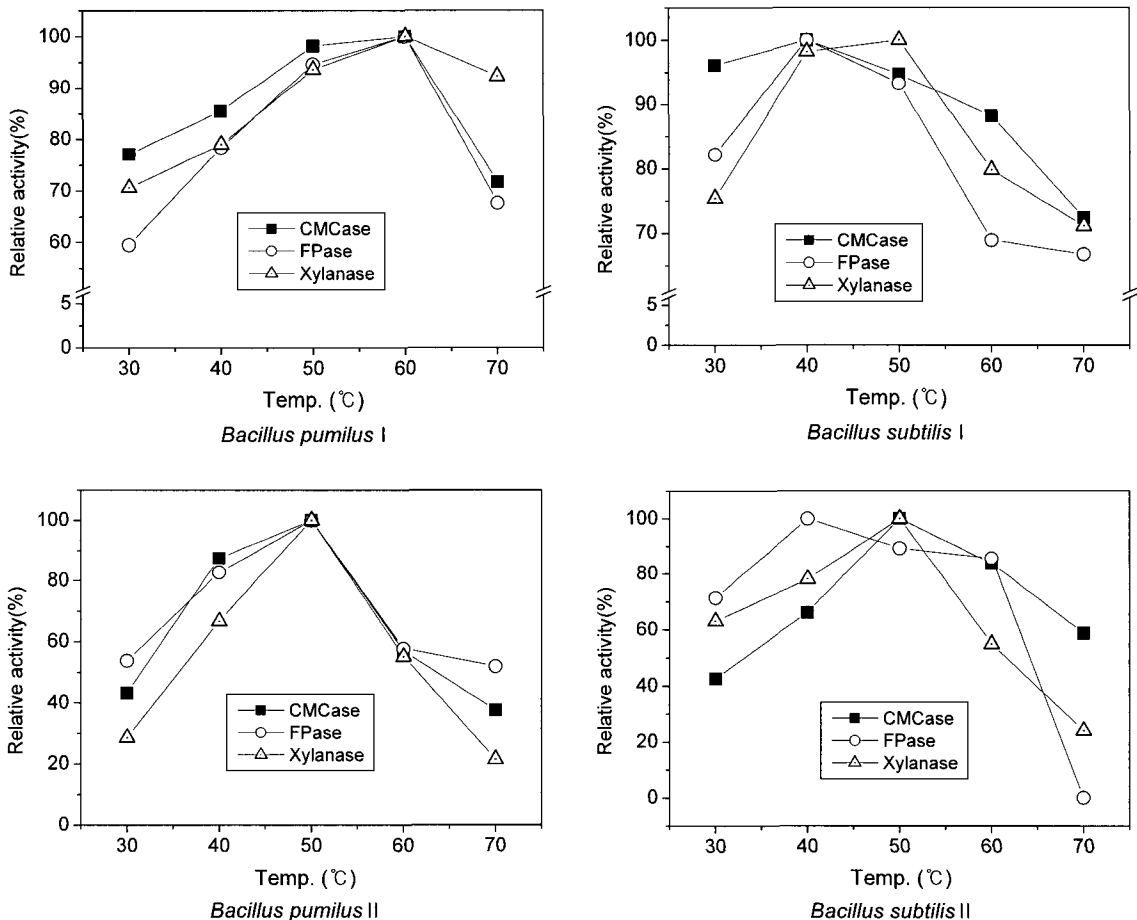 Relative activity(%)
100
90
80
70
60
5
0
CMCase
FPase
Xylanase
30 40 50 60 70
Temp. (℃)
Bacillus pumilus Ⅰ
Relative activity(%)
100
90
80
70
5
0
CMCase
FPase
Xylanase
30 40 50 60 70
Temp. (℃)
Bacillus subtilis Ⅰ
Relative activity(%)
100
80
60
40
20
0
CMCase
FPase
Xylanase
30 40 50 60 70
Temp. (℃)
Bacillus pumilus Ⅱ
Relative activity(%)
100
80
60
40
20
0
CMCase
FPase
Xylanase
30 40 50 60 70
Temp. (℃)
Bacillus subtilis Ⅱ